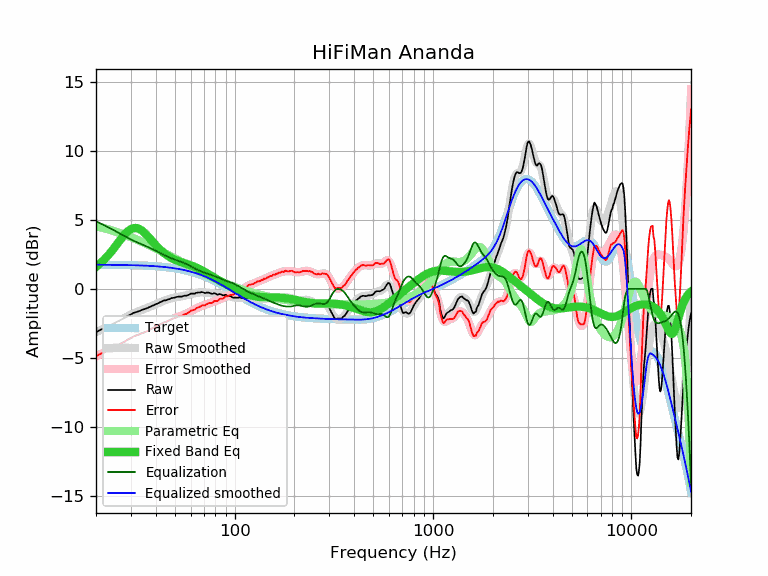 HiFiMan Ananda
Amplitude (dBr)
15
10
5
0
−5
−10
−15
Target
Raw Smoothed
Error Smoothed
Raw
Error
Parametric Eq
Fixed Band Eq
Equalization
Equalized smoothed
100
1000
10000
Frequency (Hz)